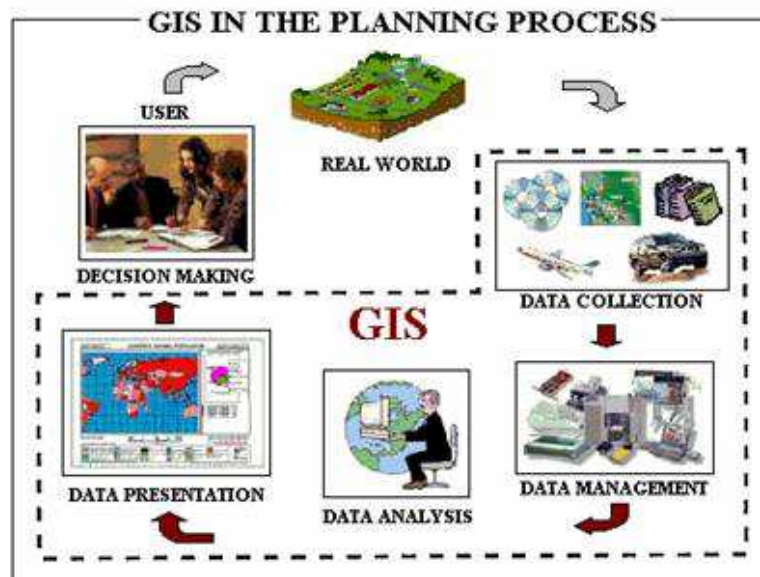 GIS IN THE PLANNING PROCESS
USER
REAL WORLD
DECISION MAKING
DATA COLLECTION
GIS
DATA PRESENTATION
DATA ANALYSIS
DATA MANAGEMENT